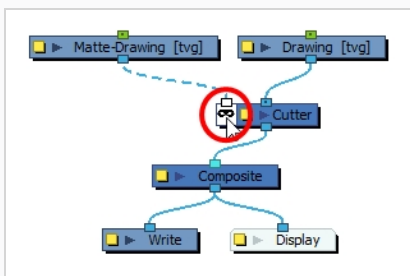 Matte-Drawing [tvg]
Drawing [tvg]
Cutter
Composite
Write
Display